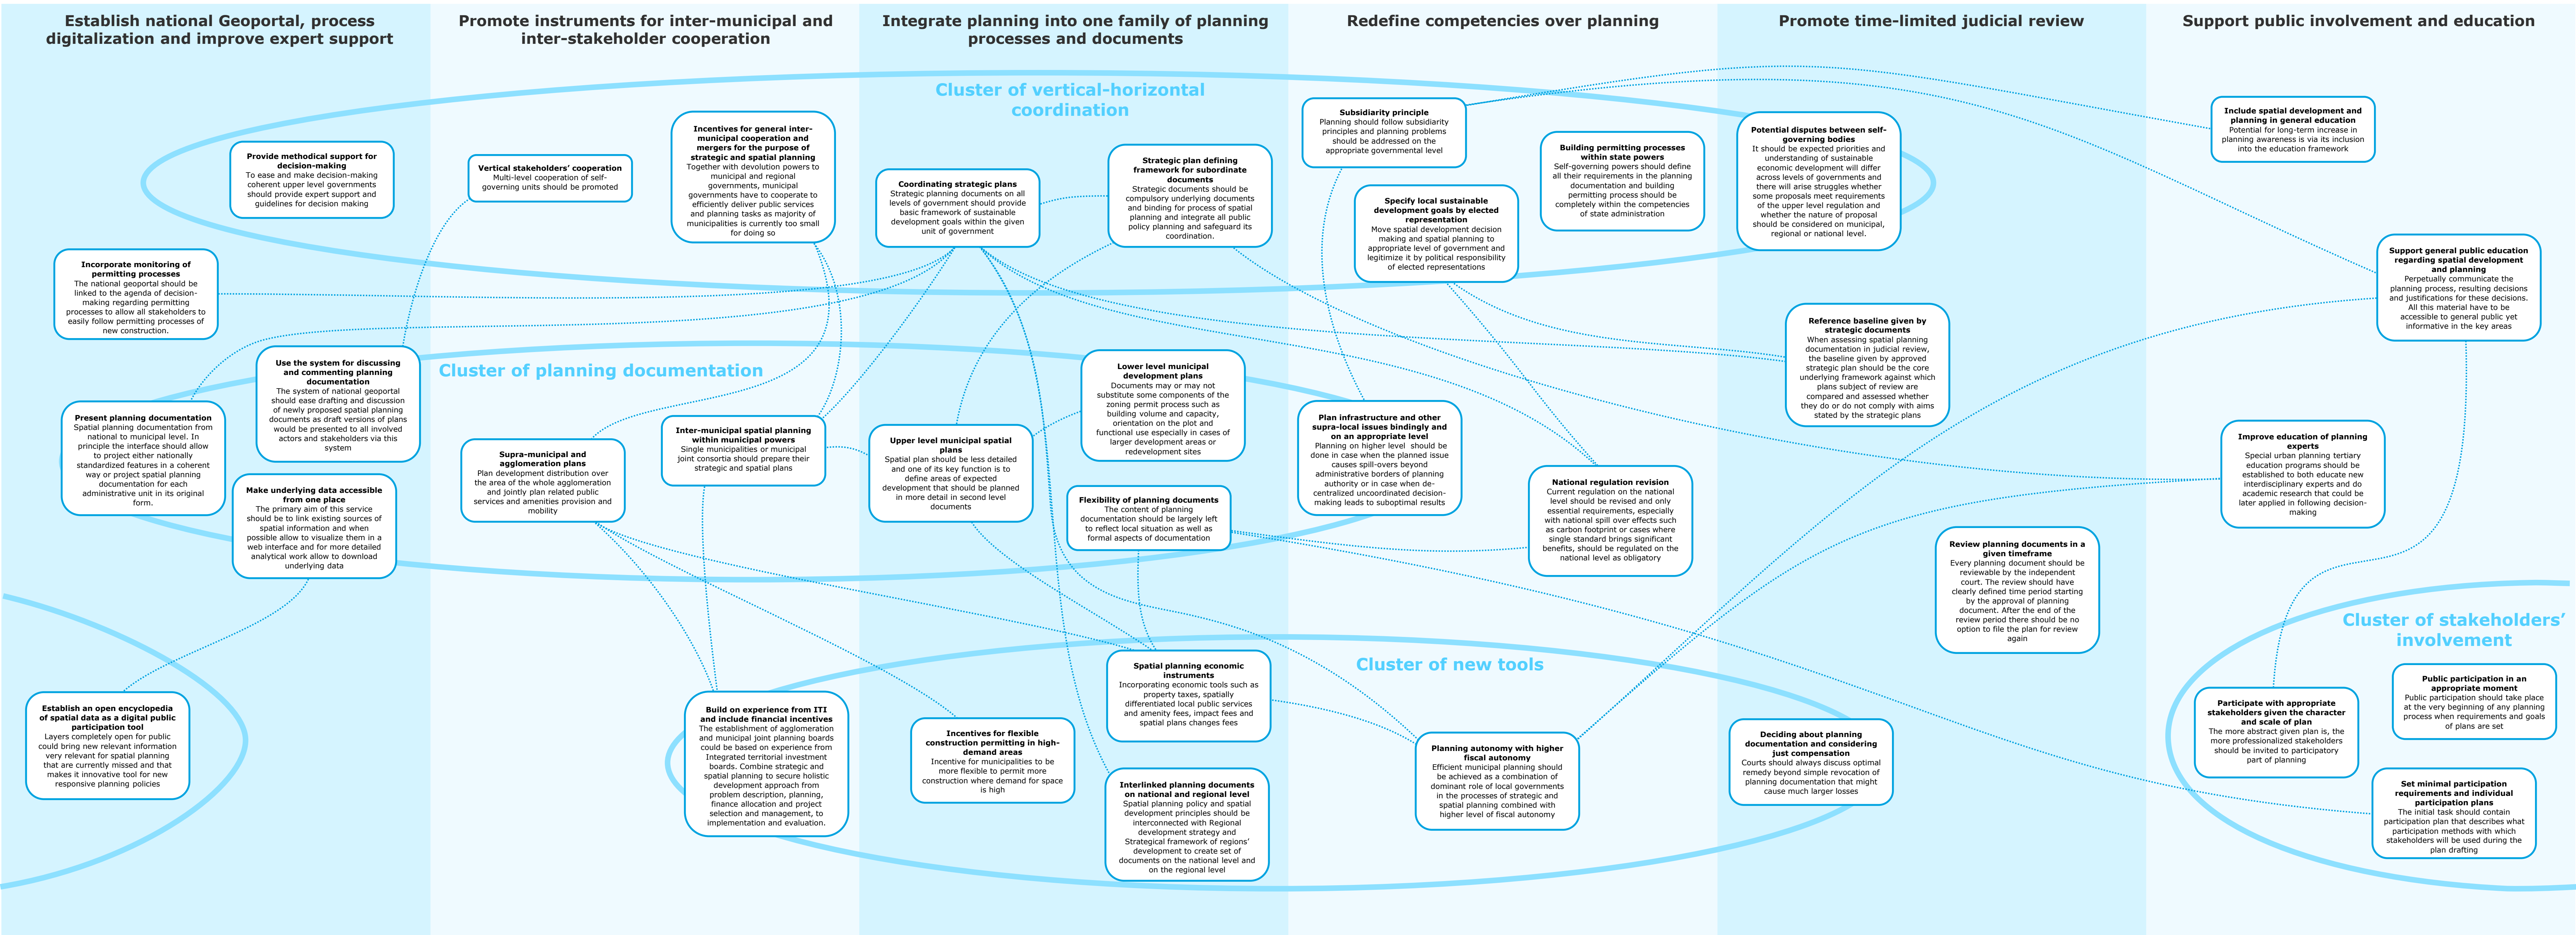 Establish national Geoportal, process
digitalization and improve expert support
Promote instruments for inter-municipal and
inter-stakeholder cooperation
Integrate planning into one family of planning
processes and documents
Redefine competencies over planning
Promote time-limited judicial review
Support public involvement and education
Cluster of vertical-horizontal
coordination
Provide methodical support for
decision-making
To ease and make decision-making
coherent upper level governments
should provide expert support and
guidelines for decision making
Incorporate monitoring of
permitting processes
The national geoportal should be
linked to the agenda of decision-
making regarding permitting
processes to allow all stakeholders to
easily follow permitting processes of
new construction.
Use the system for discussing
and commenting planning
documentation
The system of national geoportal
should ease drafting and discussion
of newly proposed spatial planning
documents as draft versions of plans
would be presented to all involved
actors and stakeholders via this
system
Present planning documentation
Spatial planning documentation from
national to municipal level. In
principle the interface should allow
to project either nationally
standardized features in a coherent
way or project spatial planning
documentation for each
administrative unit in its original
form.
Make underlying data accessible
from one place
The primary aim of this service
should be to link existing sources of
spatial information and when
possible allow to visualize them in a
web interface and for more detailed
analytical work allow to download
underlying data
Establish an open encyclopedia
of spatial data as a digital public
participation tool
Layers completely open for public
could bring new relevant information
very relevant for spatial planning
that are currently missed and that
makes it innovative tool for new
responsive planning policies
Vertical stakeholders' cooperation
Multi-level cooperation of self-
governing units should be promoted
Incentives for general inter-
municipal cooperation and
mergers for the purpose of
strategic and spatial planning
Together with devolution powers to
municipal and regional
governments, municipal
governments have to cooperate to
efficiently deliver public services
and planning tasks as majority of
municipalities is currently too small
for doing so
Cluster of planning documentation
Supra-municipal and
agglomeration plans
Plan development distribution over
the area of the whole agglomeration
and jointly plan related public
services and amenities provision and
mobility
Inter-municipal spatial planning
within municipal powers
Single municipalities or municipal
joint consortia should prepare their
strategic and spatial plans
Build on experience from ITI
and include financial incentives
The establishment of agglomeration
and municipal joint planning boards
could be based on experience from
Integrated territorial investment
boards. Combine strategic and
spatial planning to secure holistic
development approach from
problem description, planning,
finance allocation and project
selection and management, to
implementation and evaluation.
Coordinating strategic plans
Strategic planning documents on all
levels of government should provide
basic framework of sustainable
development goals within the given
unit of government
Strategic plan defining
framework for subordinate
documents
Strategic documents should be
compulsory underlying documents
and binding for process of spatial
planning and integrate all public
policy planning and safeguard its
coordination.
Lower level municipal
development plans
Documents may or may not
substitute some components of the
zoning permit process such as
building volume and capacity,
orientation on the plot and
functional use especially in cases of
larger development areas or
redevelopment sites
Upper level municipal spatial
plans
Spatial plan should be less detailed
and one of its key function is to
define areas of expected
development that should be planned
in more detail in second level
documents
Flexibility of planning documents
The content of planning
documentation should be largely left
to reflect local situation as well as
formal aspects of documentation
Spatial planning economic
instruments
Incorporating economic tools such as
property taxes, spatially
differentiated local public services
and amenity fees, impact fees and
spatial plans changes fees
Incentives for flexible
construction permitting in high-
demand areas
Incentive for municipalities to be
more flexible to permit more
construction where demand for space
is high
Interlinked planning documents
on national and regional level
Spatial planning policy and spatial
development principles should be
interconnected with Regional
development strategy and
Strategical framework of regions'
development to create set of
documents on the national level and
on the regional level
Subsidiarity principle
Planning should follow subsidiarity
principles and planning problems
should be addressed on the
appropriate governmental level
Building permitting processes
within state powers
Self-governing powers should define
all their requirements in the planning
documentation and building
permitting process should be
completely within the competencies
of state administration
Specify local sustainable
development goals by elected
representation
Move spatial development decision
making and spatial planning to
appropriate level of government and
legitimize it by political responsibility
of elected representations
Plan infrastructure and other
supra-local issues bindingly and
on an appropriate level
Planning on higher level should be
done in case when the planned issue
causes spill-overs beyond
administrative borders of planning
authority or in case when de-
centralized uncoordinated decision-
making leads to suboptimal results
National regulation revision
Current regulation on the national
level should be revised and only
essential requirements, especially
with national spill over effects such
as carbon footprint or cases where
single standard brings significant
benefits, should be regulated on the
national level as obligatory
Cluster of new tools
Planning autonomy with higher
fiscal autonomy
Efficient municipal planning should
be achieved as a combination of
dominant role of local governments
in the processes of strategic and
spatial planning combined with
higher level of fiscal autonomy
Potential disputes between self-
governing bodies
It should be expected priorities and
understanding of sustainable
economic development will differ
across levels of governments and
there will arise struggles whether
some proposals meet requirements
of the upper level regulation and
whether the nature of proposal
should be considered on municipal,
regional or national level.
Reference baseline given by
strategic documents
When assessing spatial planning
documentation in judicial review,
the baseline given by approved
strategic plan should be the core
underlying framework against which
plans subject of review are
compared and assessed whether
they do or do not comply with aims
stated by the strategic plans
Review planning documents in a
given timeframe
Every planning document should be
reviewable by the independent
court. The review should have
clearly defined time period starting
by the approval of planning
document. After the end of the
review period there should be no
option to file the plan for review
again
Deciding about planning
documentation and considering
just compensation
Courts should always discuss optimal
remedy beyond simple revocation of
planning documentation that might
cause much larger losses
Include spatial development and
planning in general education
Potential for long-term increase in
planning awareness is via its inclusion
into the education framework
Support general public education
regarding spatial development
and planning
Perpetually communicate the
planning process, resulting decisions
and justifications for these decisions.
All this material have to be
accessible to general public yet
informative in the key areas
Improve education of planning
experts
Special urban planning tertiary
education programs should be
established to both educate new
interdisciplinary experts and do
academic research that could be
later applied in following decision-
making
Cluster of stakeholders'
involvement
Public participation in an
appropriate moment
Public participation should take place
at the very beginning of any planning
process when requirements and goals
of plans are set
Participate with appropriate
stakeholders given the character
and scale of plan
The more abstract given plan is, the
more professionalized stakeholders
should be invited to participatory
part of planning
Set minimal participation
requirements and individual
participation plans
The initial task should contain
participation plan that describes what
participation methods with which
stakeholders will be used during the
plan drafting